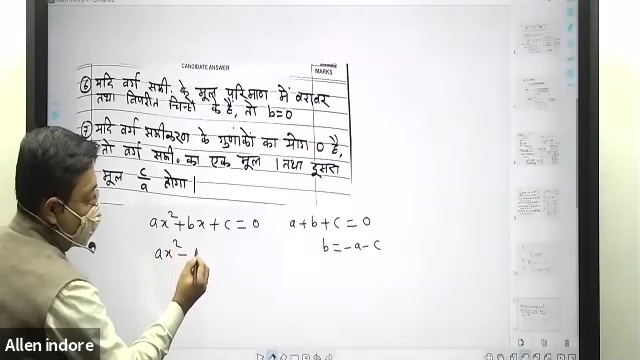 CANDIDATE ANSWER
MARKS
⑥ यदि वर्ग समी. के मूल परिमाण में बराबर
तथा विपरीत चिन्हों के हैं, तो b=0
⑦ यदि वर्ग समीकरण के गुणांकों का योग 0 है,
तो वर्ग समी. का एक मूल 1 तथा दूसरा
मूल c/a होगा।
ax²+bx+c=0 a+b+c=0
ax²- b=-a-c
Allen indore